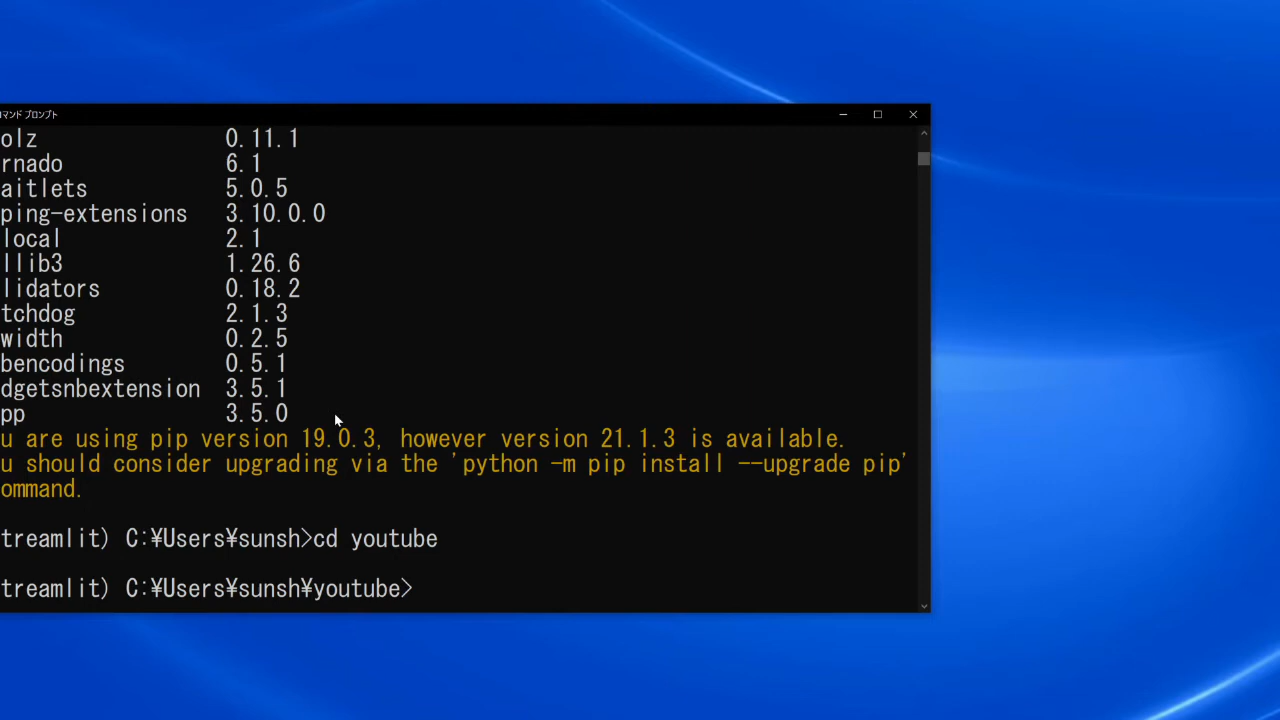 マンド プロンプト
olz 0.11.1
rnado 6.1
aitlets 5.0.5
ping-extensions 3.10.0.0
local 2.1
llib3 1.26.6
lidators 0.18.2
tchdog 2.1.3
width 0.2.5
bencodings 0.5.1
dgetsnbextension 3.5.1
pp 3.5.0
u are using pip version 19.0.3, however version 21.1.3 is available.
u should consider upgrading via the 'python -m pip install --upgrade pip'
ommand.
treamlit) C:¥Users¥sunsh>cd youtube
treamlit) C:¥Users¥sunsh¥youtube>